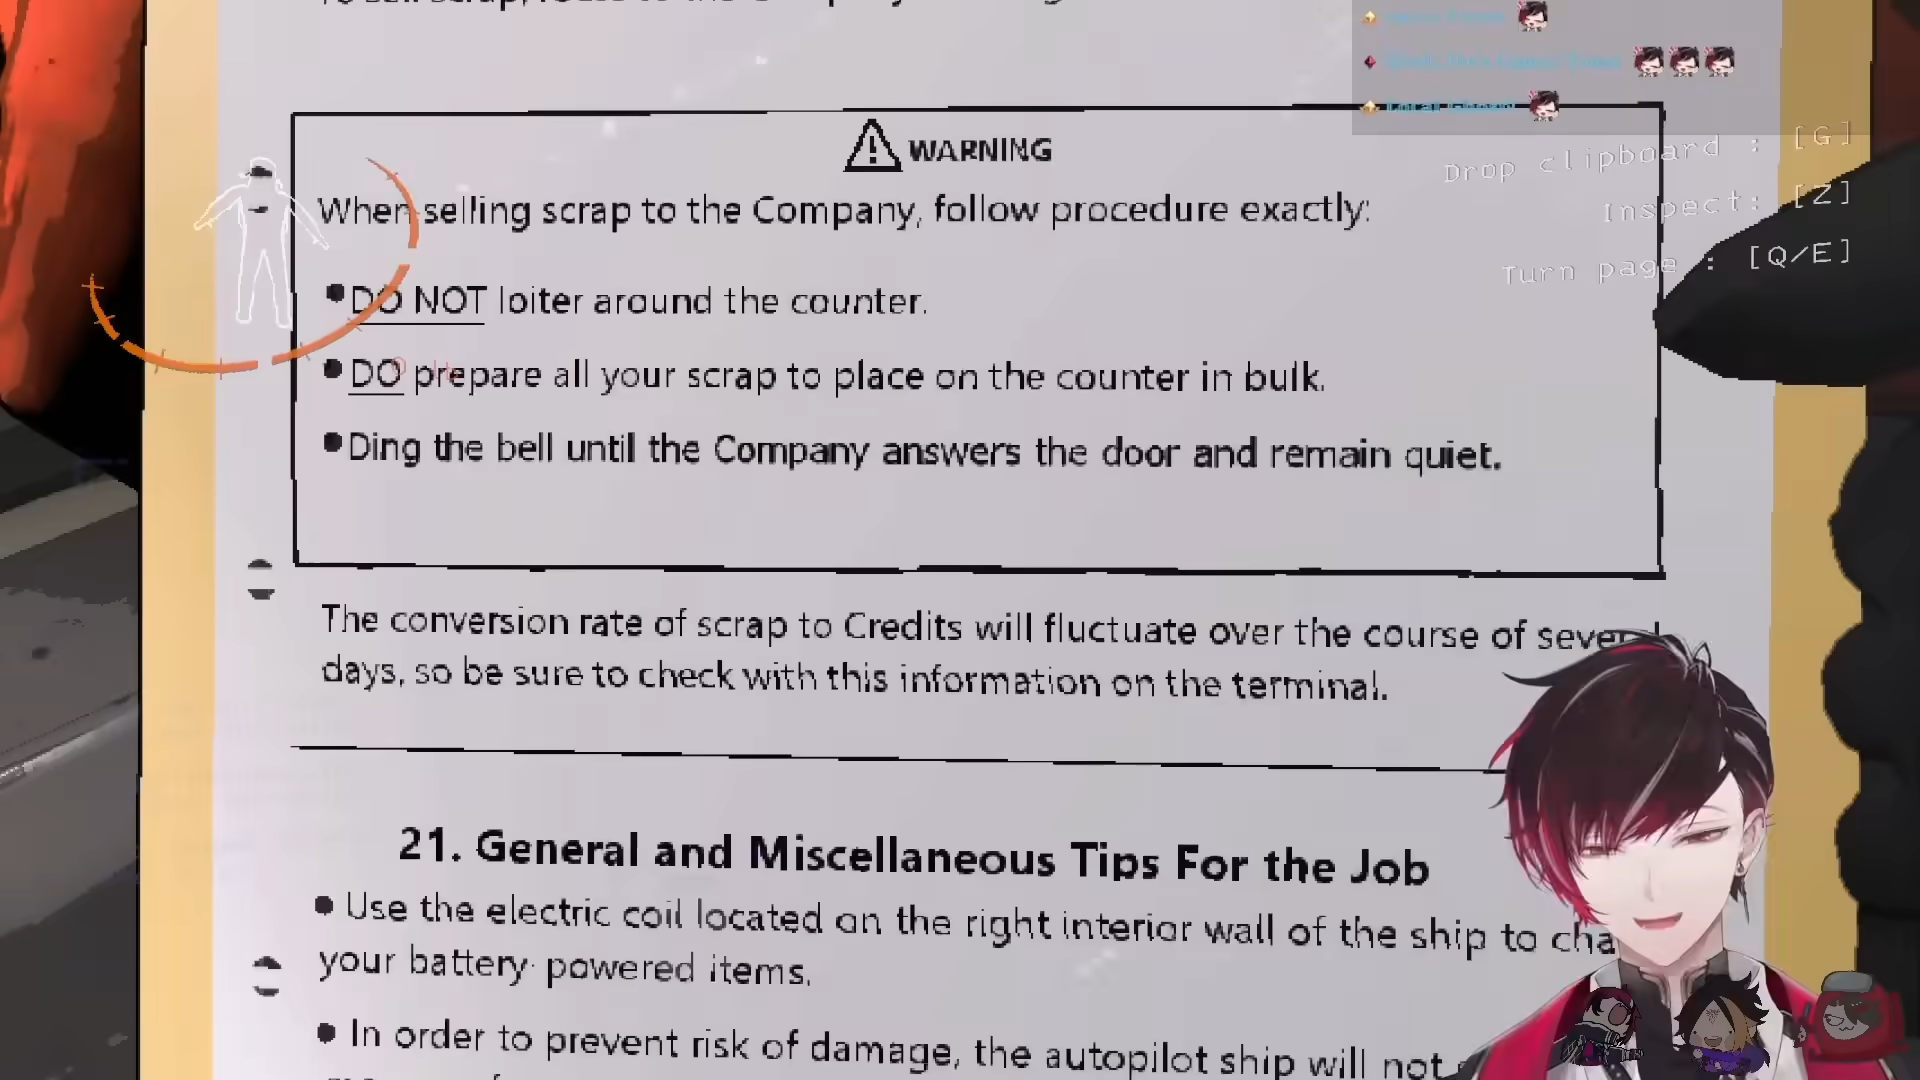 WARNING
When selling scrap to the Company, follow procedure exactly:
DO NOT loiter around the counter.
DO prepare all your scrap to place on the counter in bulk.
Ding the bell until the Company answers the door and remain quiet.
Drop clipboard : [G]
Inspect: [Z]
Turn page : [Q/E]
The conversion rate of scrap to Credits will fluctuate over the course of
days, so be sure to check with this information on the terminal.
21. General and Miscellaneous Tips For the Job
Use the electric coil located on the right interior wall of the ship to cha
your battery-powered items.
In order to prevent risk of damage, the autopilot ship will not